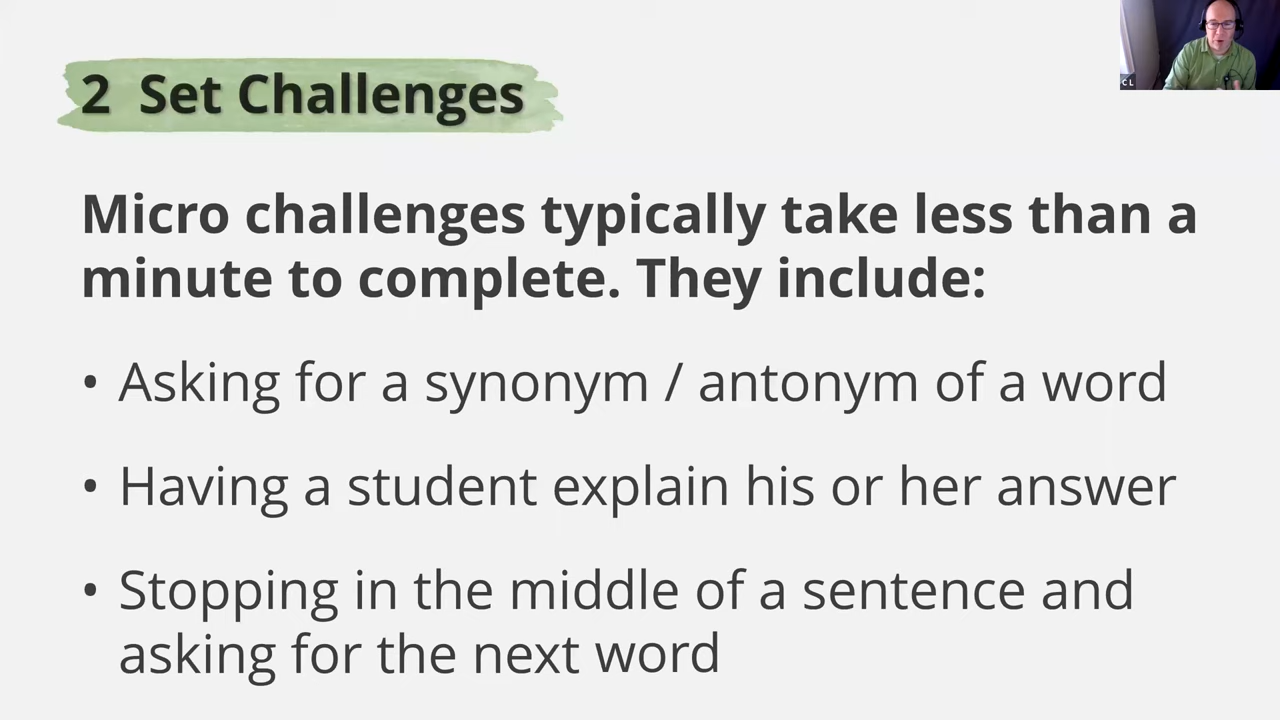 2 Set Challenges
Micro challenges typically take less than a
minute to complete. They include:
• Asking for a synonym / antonym of a word
• Having a student explain his or her answer
• Stopping in the middle of a sentence and
asking for the next word
C L